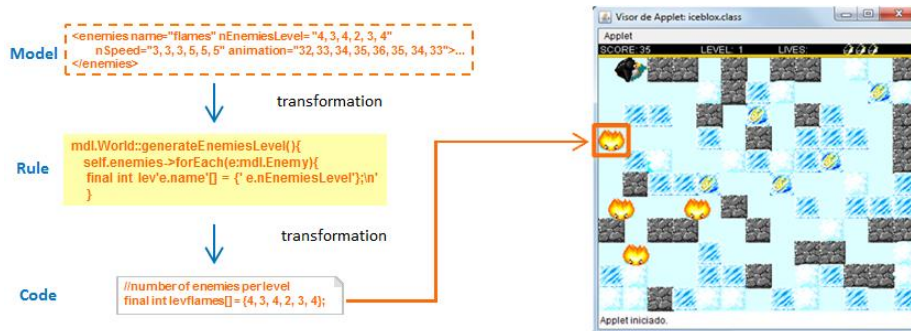 Model
<enemies name="flames" nEnemiesLevel="4, 3, 4, 2, 3, 4"
nSpeed="3, 3, 3, 5, 5, 5" animation="32, 33, 34, 35, 36, 35, 34, 33">...
</enemies>
transformation
Rule
mdl.World::generateEnemiesLevel(){
self.enemies->forEach(e:mdl.Enemy){
final int lev'e.name'[] = {' e.nEnemiesLevel'};\n'
}
transformation
Code
//number of enemies per level
final int levflames[] = {4, 3, 4, 2, 3, 4};
Visor de Applet: iceblox.class
Applet
SCORE: 35 LEVEL: 1 LIVES:
Applet iniciado.